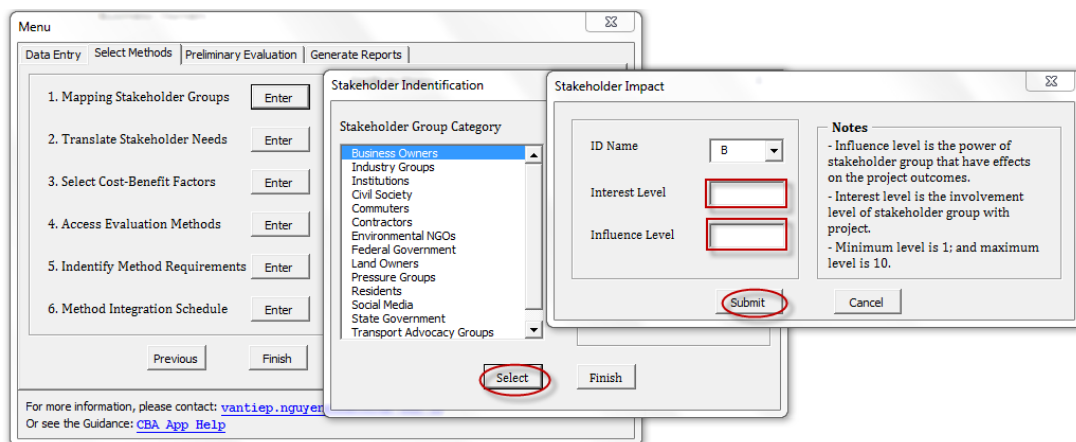 Menu
Data Entry
Select Methods
Preliminary Evaluation
Generate Reports
1. Mapping Stakeholder Groups
Enter
2. Translate Stakeholder Needs
Enter
3. Select Cost-Benefit Factors
Enter
4. Access Evaluation Methods
Enter
5. Indentify Method Requirements
Enter
6. Method Integration Schedule
Enter
Previous
Finish
For more information, please contact: vantiep.nguyen
Or see the Guidance: CBA App Help
Stakeholder Indentification
Stakeholder Group Category
Business Owners
Industry Groups
Institutions
Civil Society
Commuters
Contractors
Environmental NGOs
Federal Government
Land Owners
Pressure Groups
Residents
Social Media
State Government
Transport Advocacy Groups
Select
Finish
Stakeholder Impact
ID Name
B
Interest Level
Influence Level
Submit
Cancel
Notes
- Influence level is the power of
stakeholder group that have effects
on the project outcomes.
- Interest level is the involvement
level of stakeholder group with
project.
- Minimum level is 1; and maximum
level is 10.